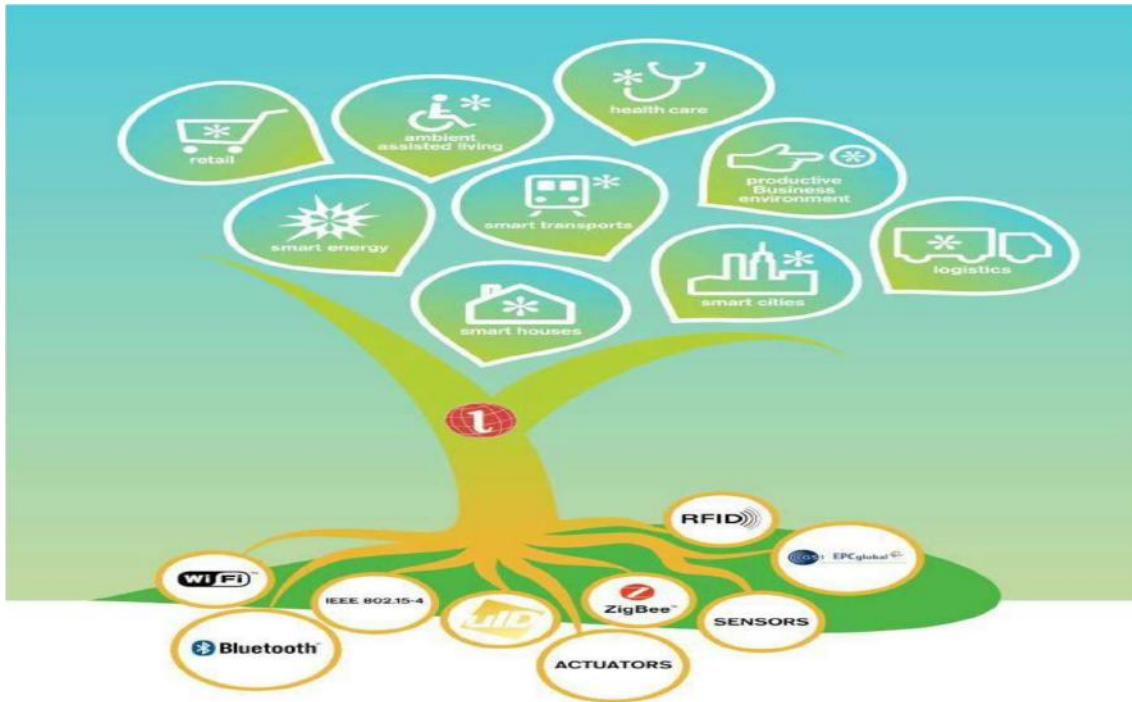 health care
ambient
assisted living
retail
productive
Business
environment
smart transports
smart energy
logistics
smart cities
smart houses
RFID
EPCglobal
WiFi
IEEE 802.15-4
uID
ZigBee™
SENSORS
Bluetooth
ACTUATORS